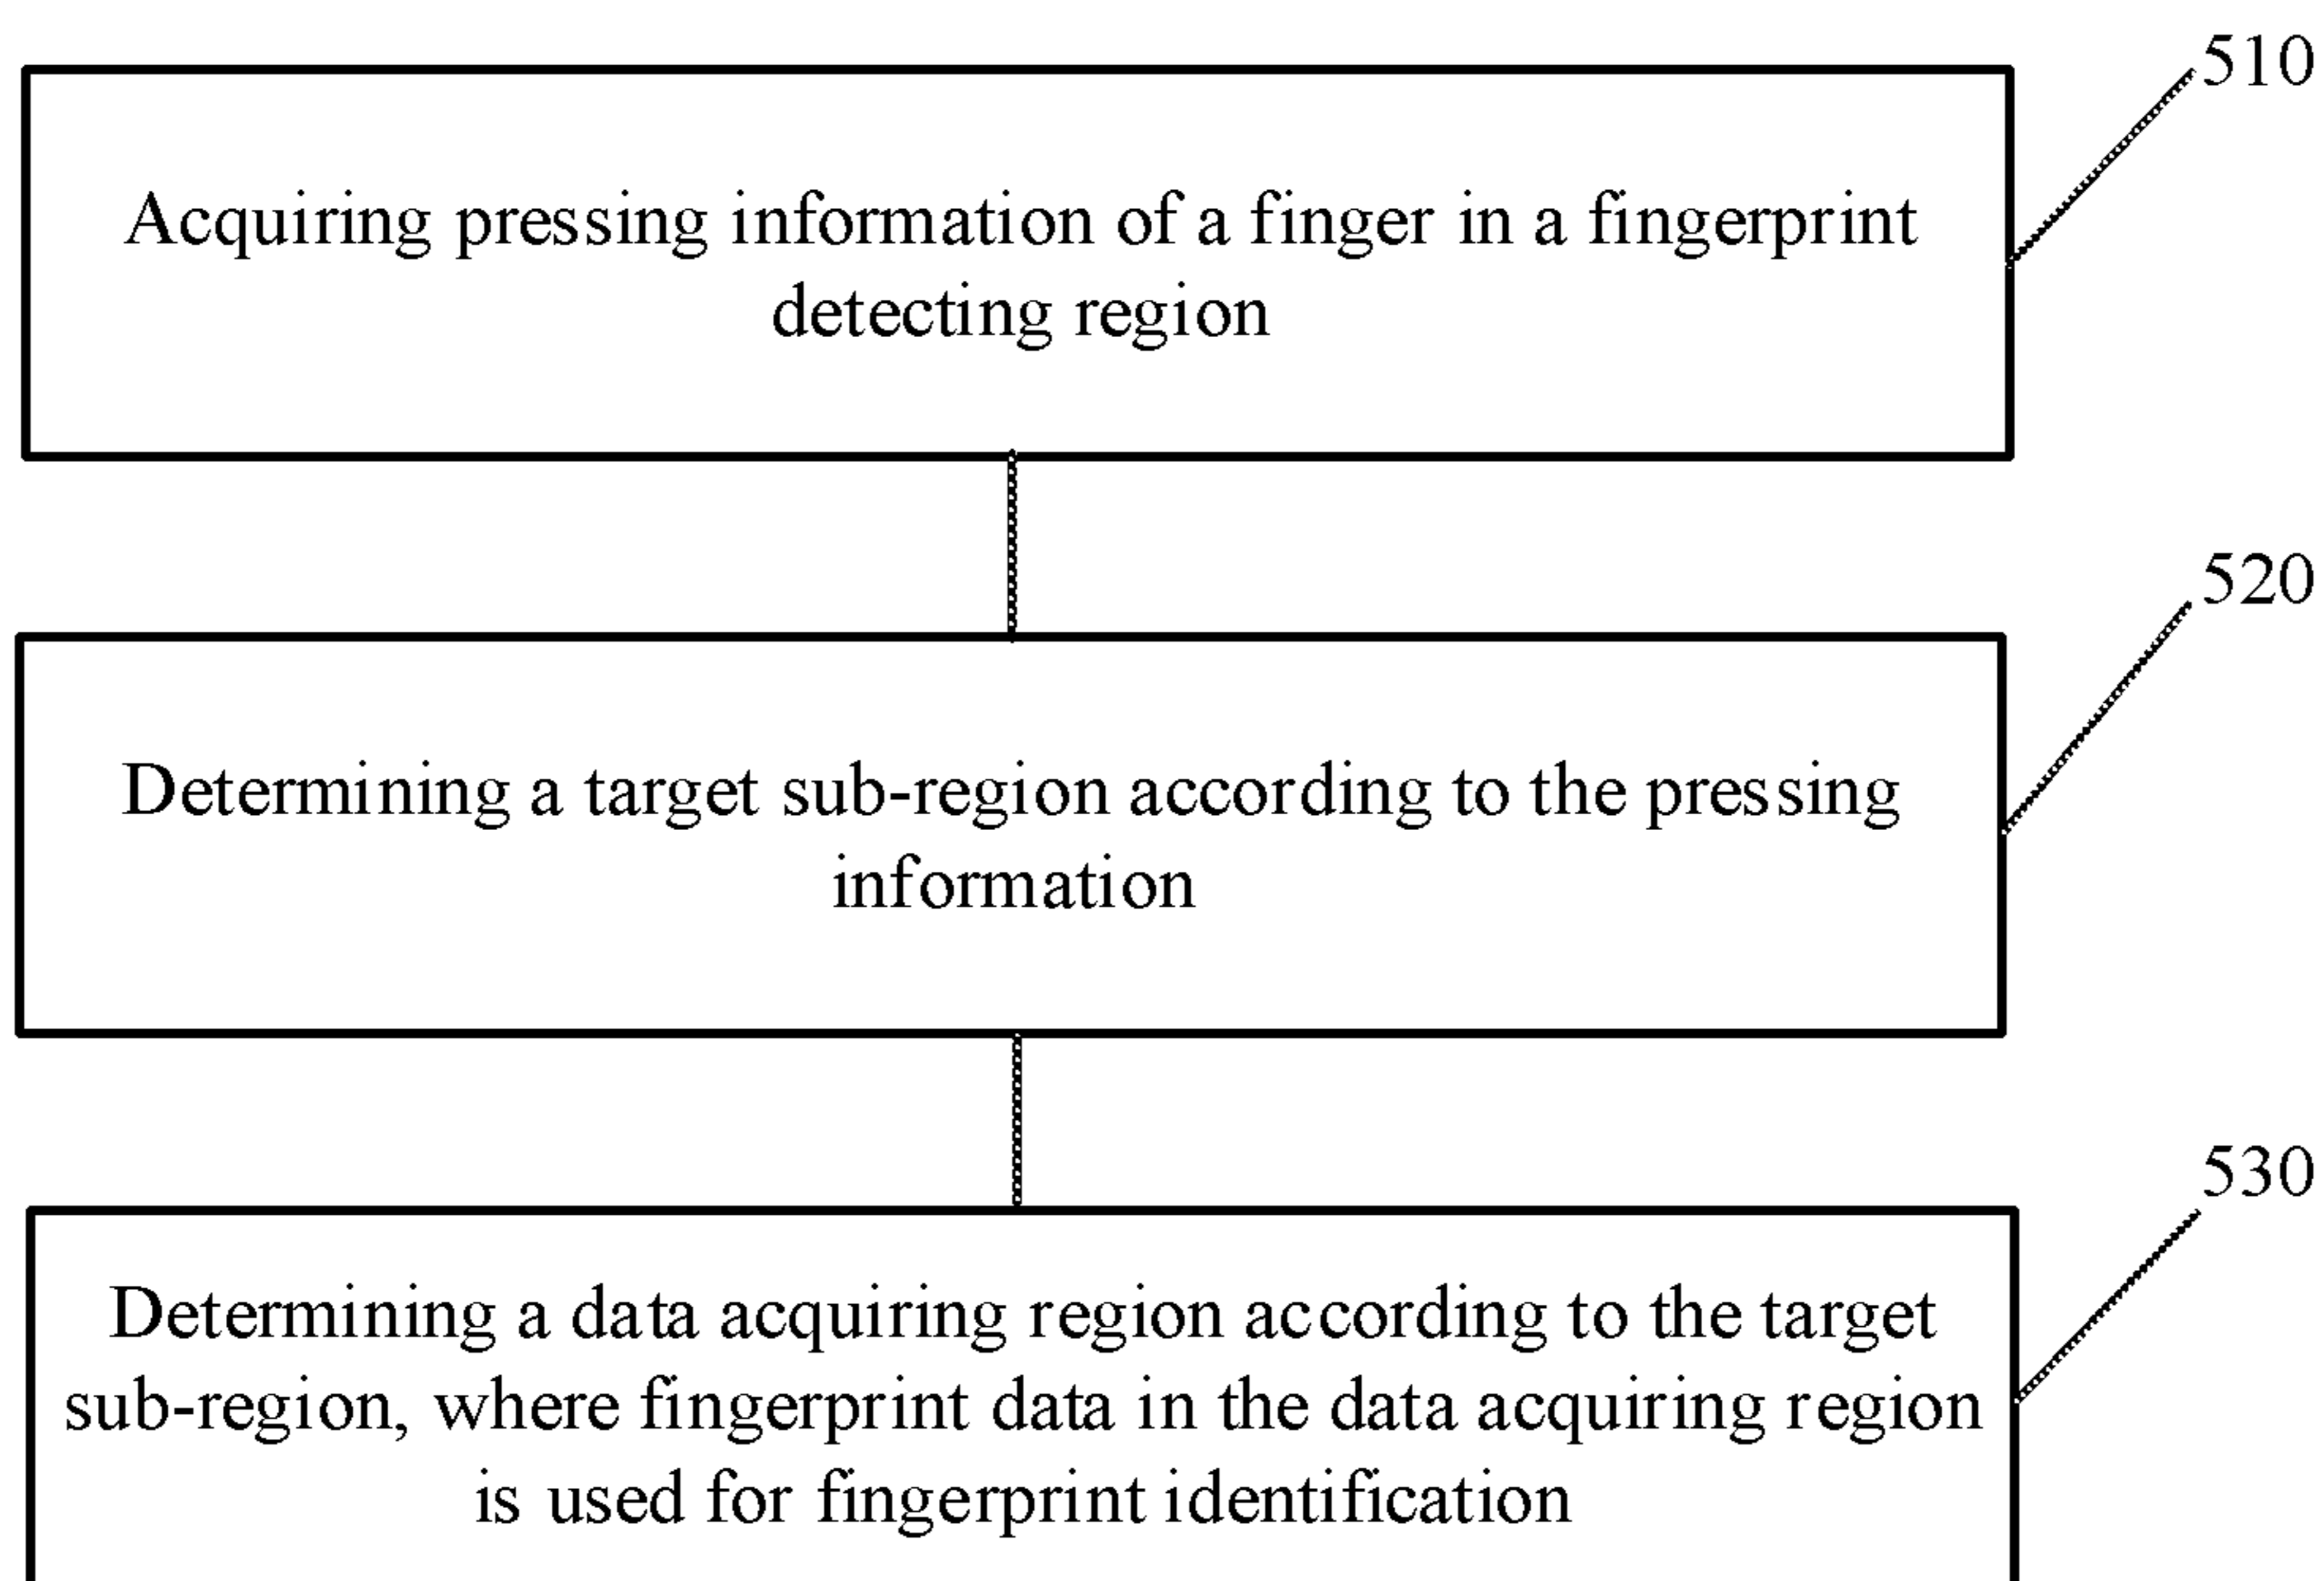 510
Acquiring pressing information of a finger in a fingerprint
detecting region
520
Determining a target sub-region according to the pressing
information
530
Determining a data acquiring region according to the target
sub-region, where fingerprint data in the data acquiring region
is used for fingerprint identification